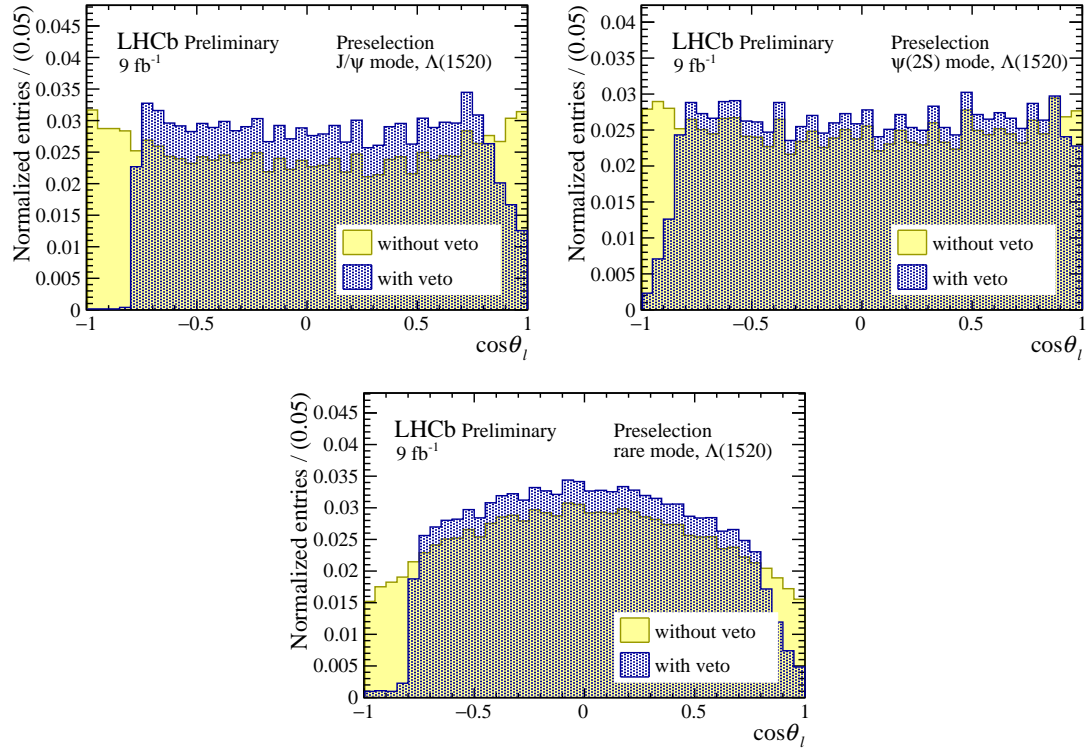 Normalized entries / (0.05)
0.045
0.04
0.035
0.03
0.025
0.02
0.015
0.01
0.005
0
LHCb Preliminary
9 fb-1
Preselection
J/ψ mode, Λ(1520)
without veto
with veto
−1 −0.5 0 0.5 1
cosθl
Normalized entries / (0.05)
0.04
0.035
0.03
0.025
0.02
0.015
0.01
0.005
0
LHCb Preliminary
9 fb-1
Preselection
ψ(2S) mode, Λ(1520)
without veto
with veto
−1 −0.5 0 0.5 1
cosθl
Normalized entries / (0.05)
0.045
0.04
0.035
0.03
0.025
0.02
0.015
0.01
0.005
0
LHCb Preliminary
9 fb-1
Preselection
rare mode, Λ(1520)
without veto
with veto
−1 −0.5 0 0.5 1
cosθl